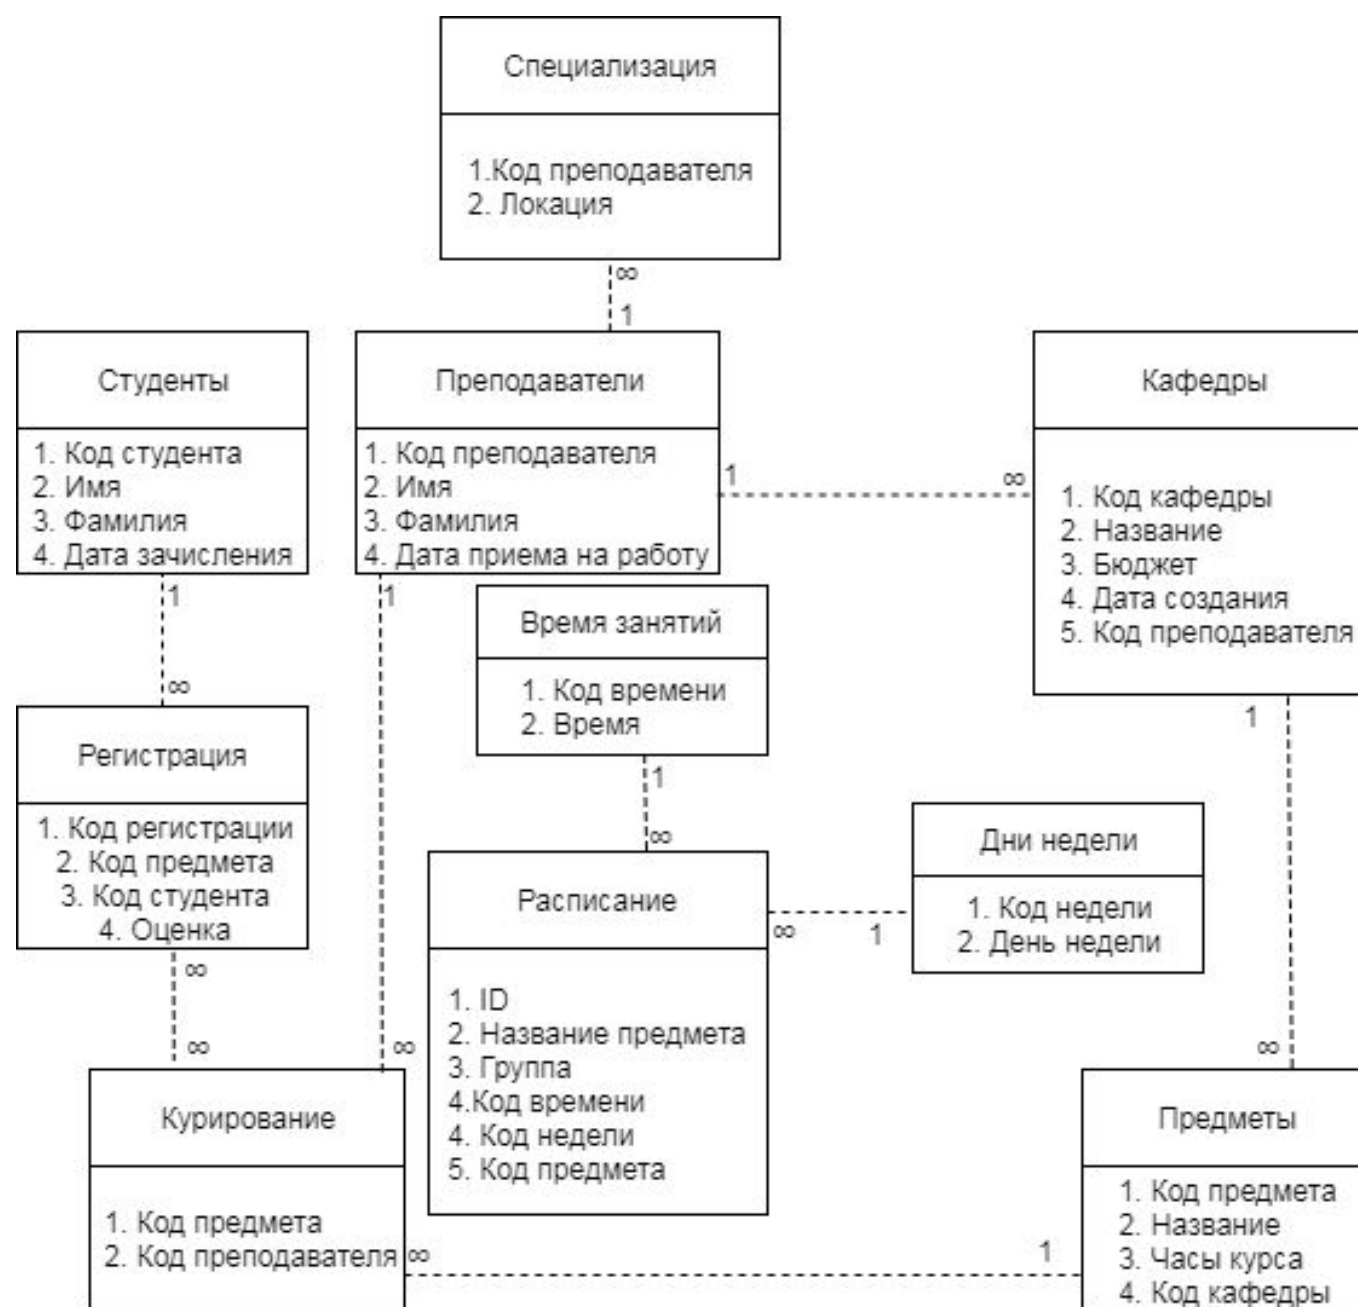 Специализация
1.Код преподавателя
2. Локация
∞
1
Студенты
1. Код студента
2. Имя
3. Фамилия
4. Дата зачисления
Преподаватели
1. Код преподавателя
2. Имя
3. Фамилия
4. Дата приема на работу
1
∞
Кафедры
1. Код кафедры
2. Название
3. Бюджет
4. Дата создания
5. Код преподавателя
1
1
Время занятий
1. Код времени
2. Время
∞
1
1
Регистрация
1. Код регистрации
2. Код предмета
3. Код студента
4. Оценка
∞
Дни недели
1. Код недели
2. День недели
∞
1
Расписание
1. ID
2. Название предмета
3. Группа
4.Код времени
4. Код недели
5. Код предмета
∞
∞
∞
∞
Курирование
1. Код предмета
2. Код преподавателя
∞
1
Предметы
1. Код предмета
2. Название
3. Часы курса
4. Код кафедры